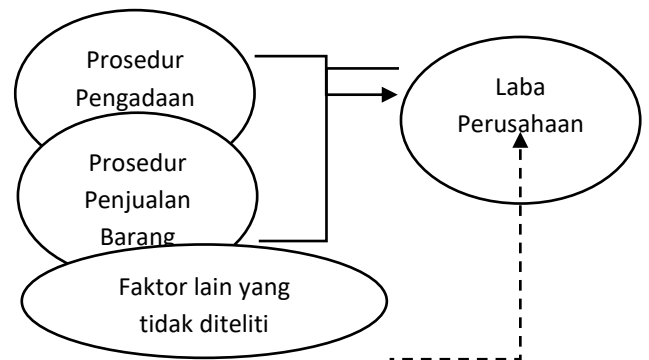 Prosedur
Pengadaan
Prosedur
Penjualan
Barang
Faktor lain yang
tidak diteliti
Laba
Perusahaan